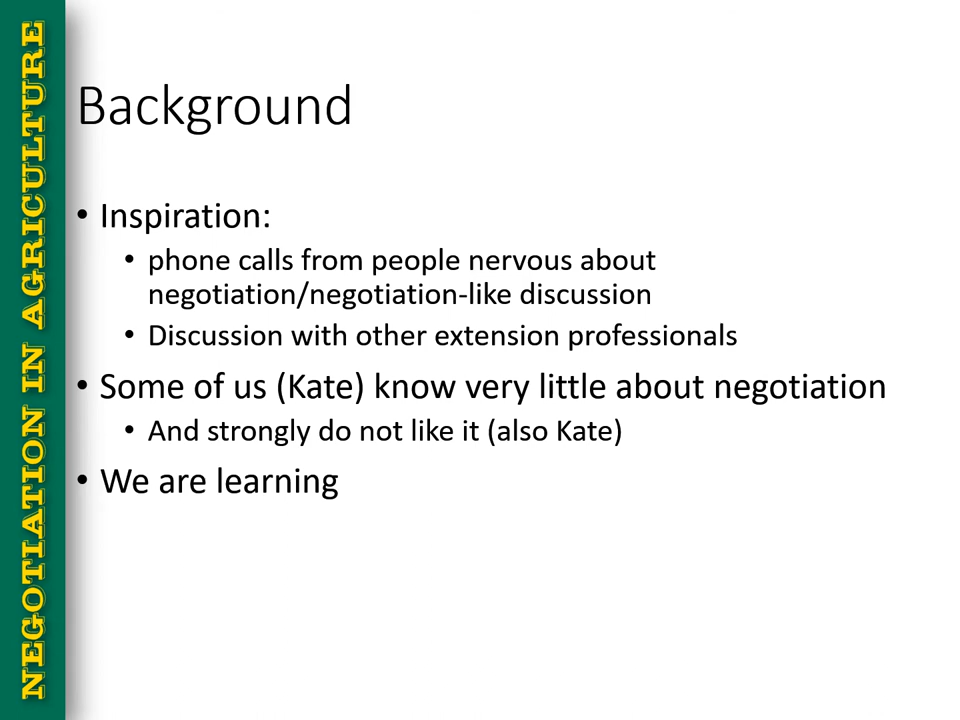 NEGOTIATION IN AGRICULTURE
Background
• Inspiration:
• phone calls from people nervous about
negotiation/negotiation-like discussion
• Discussion with other extension professionals
• Some of us (Kate) know very little about negotiation
• And strongly do not like it (also Kate)
• We are learning